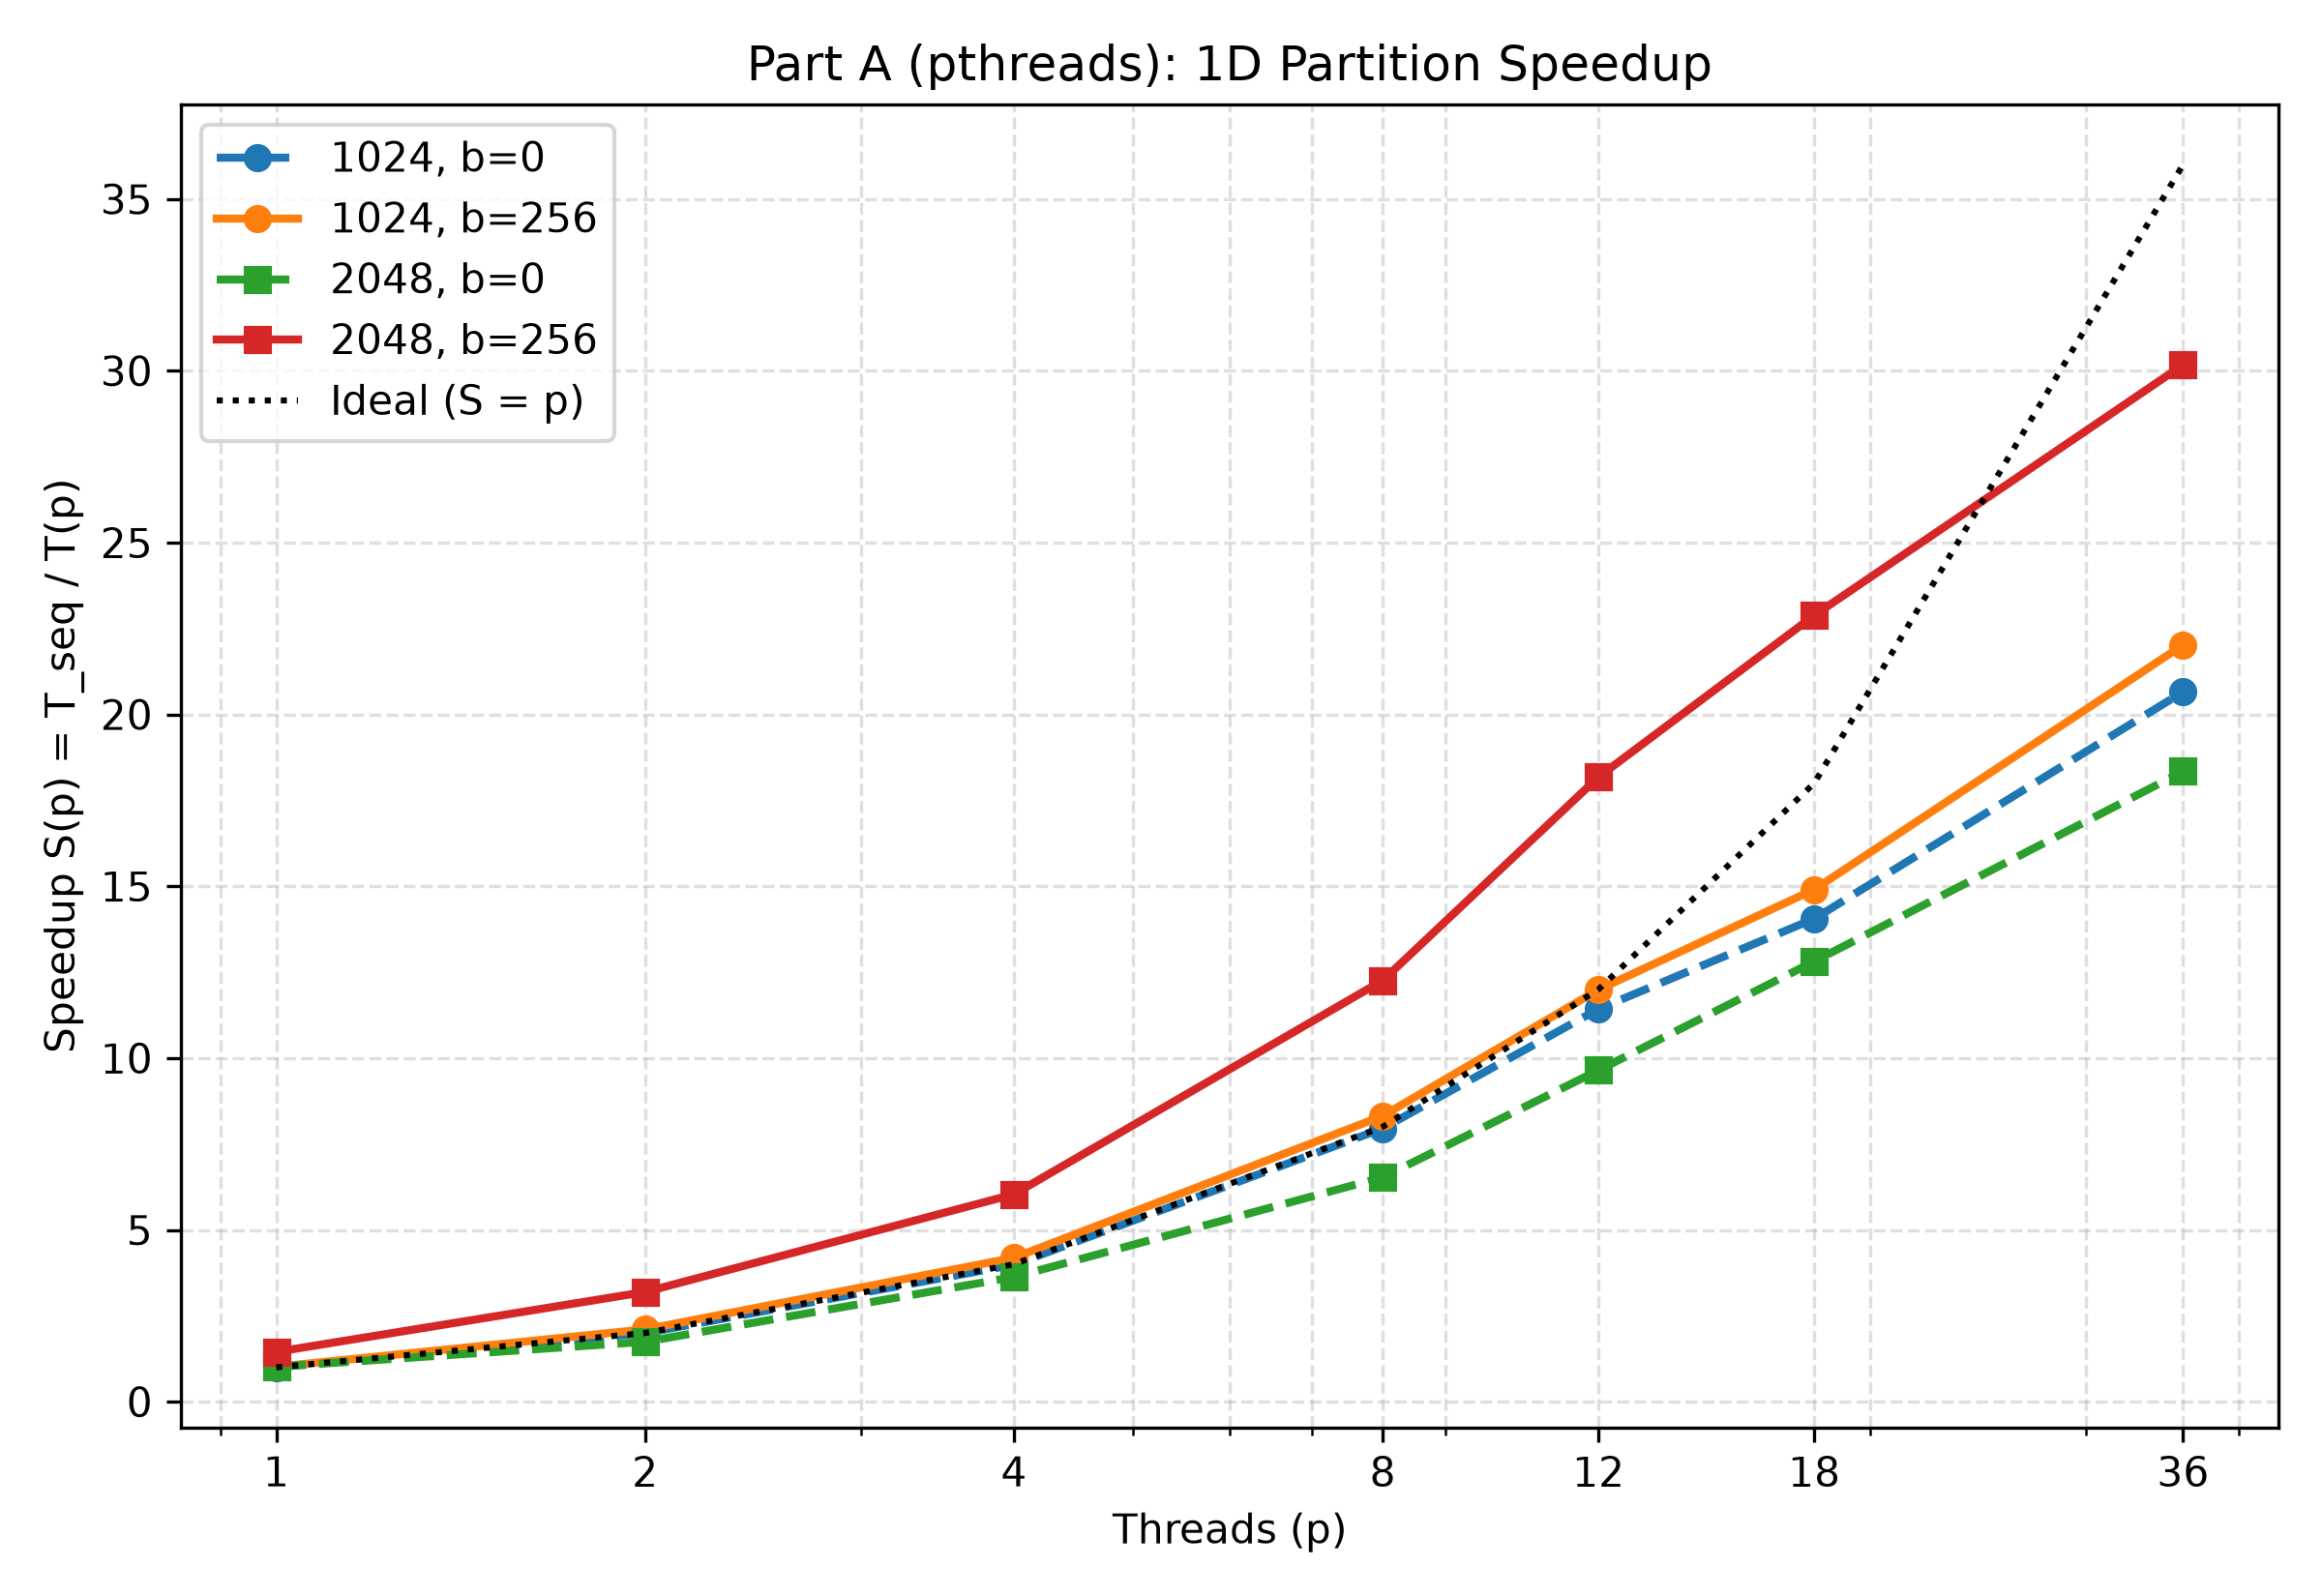 Part A (pthreads): 1D Partition Speedup
1024, b=0
1024, b=256
2048, b=0
2048, b=256
Ideal (S = p)
Speedup S(p) = T_seq / T(p)
35
30
25
20
15
10
5
0
1 2 4 8 12 18 36
Threads (p)